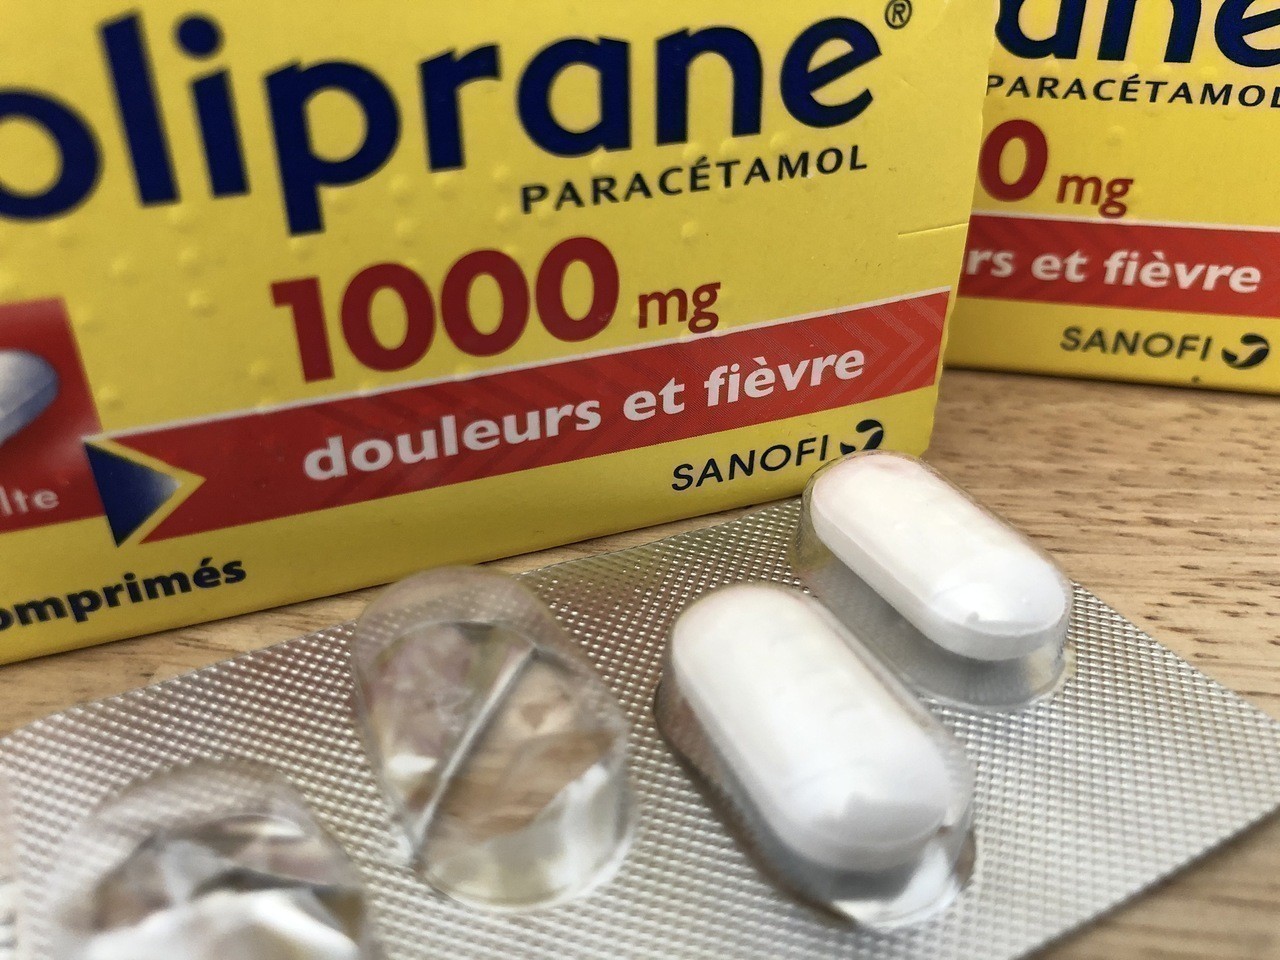 oliprane®
PARACÉTAMOL
1000 mg
douleurs et fièvre
SANOFI
lte
omprimés
ane
PARACÉTAMOL
0 mg
rs et fièvre
SANOFI